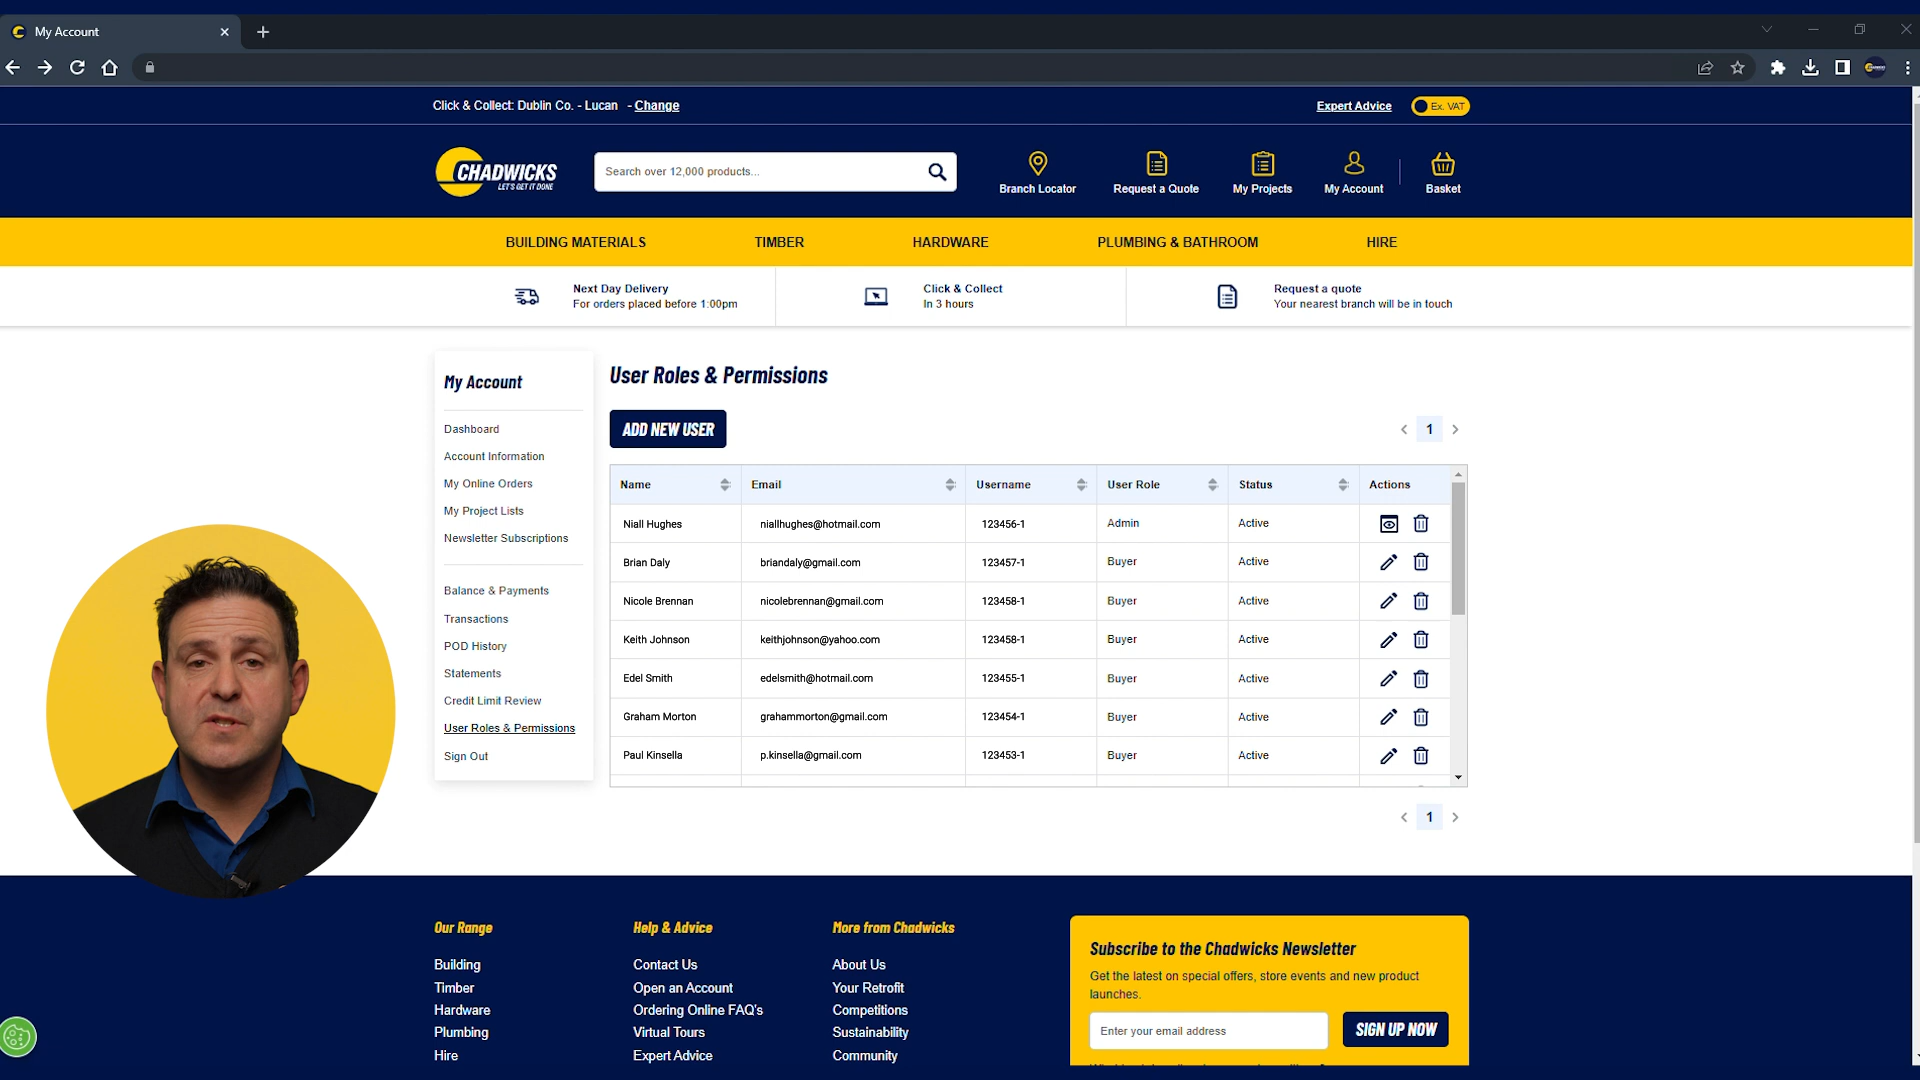 My Account
Click & Collect: Dublin Co. - Lucan - Change
Expert Advice
Ex. VAT
CHADWICKS
LET'S GET IT DONE
Search over 12,000 products...
Branch Locator
Request a Quote
My Projects
My Account
Basket
BUILDING MATERIALS
TIMBER
HARDWARE
PLUMBING & BATHROOM
HIRE
Next Day Delivery
For orders placed before 1:00pm
Click & Collect
In 3 hours
Request a quote
Your nearest branch will be in touch
My Account
Dashboard
Account Information
My Online Orders
My Project Lists
Newsletter Subscriptions
Balance & Payments
Transactions
POD History
Statements
Credit Limit Review
User Roles & Permissions
Sign Out
User Roles & Permissions
ADD NEW USER
1
Name Email Username User Role Status Actions
Niall Hughes niallhughes@hotmail.com 123456-1 Admin Active
Brian Daly briandaly@gmail.com 123457-1 Buyer Active
Nicole Brennan nicolebrennan@gmail.com 123458-1 Buyer Active
Keith Johnson keithjohnson@yahoo.com 123458-1 Buyer Active
Edel Smith edelsmith@hotmail.com 123455-1 Buyer Active
Graham Morton grahammorton@gmail.com 123454-1 Buyer Active
Paul Kinsella p.kinsella@gmail.com 123453-1 Buyer Active
1
Our Range
Building
Timber
Hardware
Plumbing
Hire
Help & Advice
Contact Us
Open an Account
Ordering Online FAQ's
Virtual Tours
Expert Advice
More from Chadwicks
About Us
Your Retrofit
Competitions
Sustainability
Community
Subscribe to the Chadwicks Newsletter
Get the latest on special offers, store events and new product
launches.
Enter your email address
SIGN UP NOW